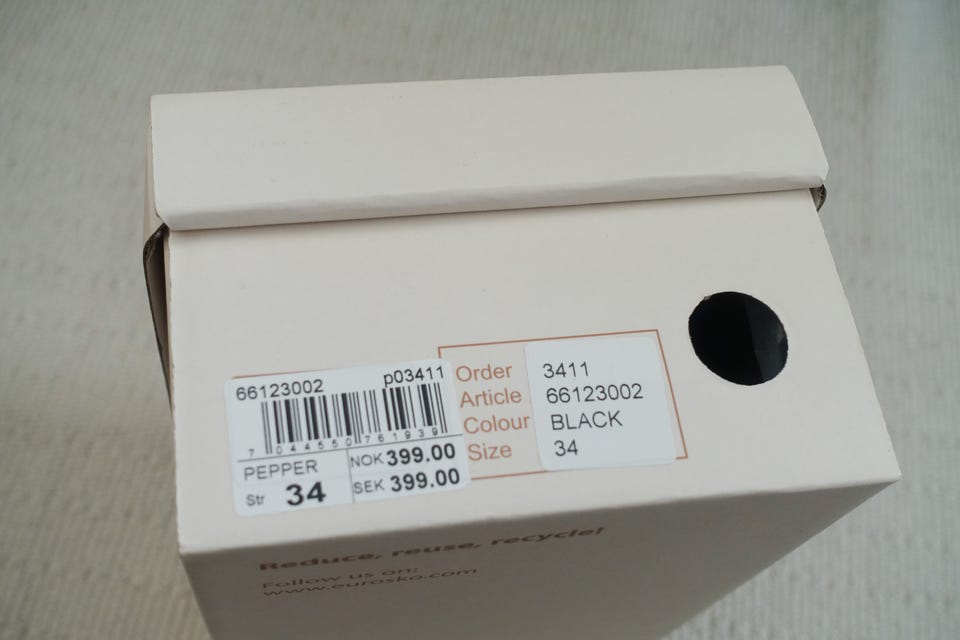 66123002 p03411
7 044550 761939
PEPPER
NOK 399.00
Str 34
SEK 399.00
Order 3411
Article 66123002
Colour BLACK
Size 34
Reduce, reuse, recycle!
Follow us on:
www.eurosko.com